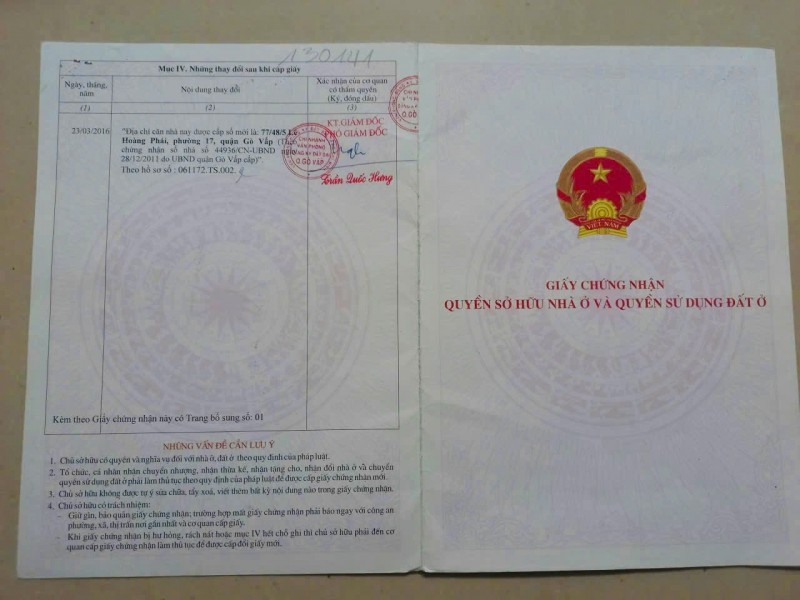 130141
Mục IV. Những thay đổi sau khi cấp giấy
Ngày, tháng, năm
Nội dung thay đổi
Xác nhận của cơ quan có thẩm quyền (Ký, đóng dấu)
(1)
(2)
(3)
23/03/2016
"Địa chỉ căn nhà nay được cấp số mới là: 77/48/5 Lê
Hoàng Phái, phường 17, quận Gò Vấp (Theo
chứng nhận số nhà số 44936/CN-UBND ngày
28/12/2011 do UBND quận Gò Vấp cấp)".
Theo hồ sơ số : 061172.TS.002.
KT.GIÁM ĐỐC
PHÓ GIÁM ĐỐC
CHI NHÁNH
VĂN PHÒNG
ĐĂNG KÝ ĐẤT ĐAI
Q.GÒ VẤP
Trần Quốc Hưng
Kèm theo Giấy chứng nhận này có Trang bổ sung số: 01
NHỮNG VẤN ĐỀ CẦN LƯU Ý
1. Chủ sở hữu có quyền và nghĩa vụ đối với nhà ở, đất ở theo quy định của pháp luật.
2. Tổ chức, cá nhân nhận chuyển nhượng, nhận thừa kế, nhận tặng cho, nhận đổi nhà ở và chuyển
quyền sử dụng đất ở phải làm thủ tục theo quy định của pháp luật để được cấp giấy chứng nhận mới.
3. Chủ sở hữu không được tự ý sửa chữa, tẩy xoá, viết thêm bất kỳ nội dung nào trong giấy chứng nhận.
4. Chủ sở hữu có trách nhiệm:
– Giữ gìn, bảo quản giấy chứng nhận; trường hợp mất giấy chứng nhận phải báo ngay với công an
phường, xã, thị trấn nơi gần nhất và cơ quan cấp giấy.
– Khi giấy chứng nhận bị hư hỏng, rách nát hoặc mục IV hết chỗ ghi thì chủ sở hữu phải đến cơ
quan cấp giấy chứng nhận làm thủ tục để được cấp đổi giấy mới.
VIỆT NAM
GIẤY CHỨNG NHẬN
QUYỀN SỞ HỮU NHÀ Ở VÀ QUYỀN SỬ DỤNG ĐẤT Ở